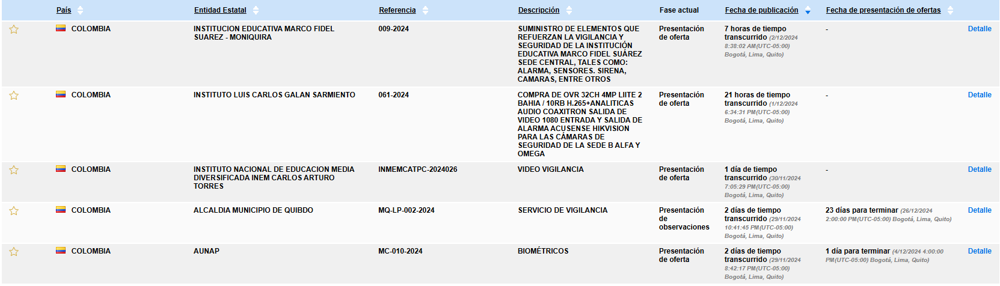 País Entidad Estatal Referencia Descripción Fase actual Fecha de publicación Fecha de presentación de ofertas
COLOMBIA INSTITUCION EDUCATIVA MARCO FIDEL SUAREZ - MONIQUIRA 009-2024
SUMINISTRO DE ELEMENTOS QUE
REFUERZAN LA VIGILANCIA Y
SEGURIDAD DE LA INSTITUCIÓN
EDUCATIVA MARCO FIDEL SUÁREZ
SEDE CENTRAL, TALES COMO:
ALARMA, SENSORES. SIRENA,
CAMARAS, ENTRE OTROS
Presentación
de oferta
7 horas de tiempo
transcurrido (2/12/2024
8:38:02 AM(UTC-05:00)
Bogotá, Lima, Quito)
-
Detalle
COLOMBIA INSTITUTO LUIS CARLOS GALAN SARMIENTO 061-2024
COMPRA DE OVR 32CH 4MP LIITE 2
BAHIA / 10RB H.265+ANALITICAS
AUDIO COAXITRON SALIDA DE
VIDEO 1080 ENTRADA Y SALIDA DE
ALARMA ACUSENSE HIKVISION
PARA LAS CÁMARAS DE
SEGURIDAD DE LA SEDE B ALFA Y
OMEGA
Presentación
de oferta
21 horas de tiempo
transcurrido (1/12/2024
6:34:31 PM(UTC-05:00)
Bogotá, Lima, Quito)
-
Detalle
COLOMBIA
INSTITUTO NACIONAL DE EDUCACION MEDIA
DIVERSIFICADA INEM CARLOS ARTURO
TORRES
INMEMCATPC-2024026
VIDEO VIGILANCIA
Presentación
de oferta
1 día de tiempo
transcurrido (30/11/2024
7:05:29 PM(UTC-05:00)
Bogotá, Lima, Quito)
-
Detalle
COLOMBIA ALCALDIA MUNICIPIO DE QUIBDO MQ-LP-002-2024 SERVICIO DE VIGILANCIA
Presentación
de
observaciones
2 días de tiempo
transcurrido (29/11/2024
10:41:45 PM(UTC-05:00)
Bogotá, Lima, Quito)
23 días para terminar (26/12/2024
2:00:00 PM(UTC-05:00) Bogotá, Lima, Quito)
Detalle
COLOMBIA AUNAP MC-010-2024 BIOMÉTRICOS
Presentación
de oferta
2 días de tiempo
transcurrido (29/11/2024
8:42:17 PM(UTC-05:00)
Bogotá, Lima, Quito)
1 día para terminar (4/12/2024 4:00:00
PM(UTC-05:00) Bogotá, Lima, Quito)
Detalle